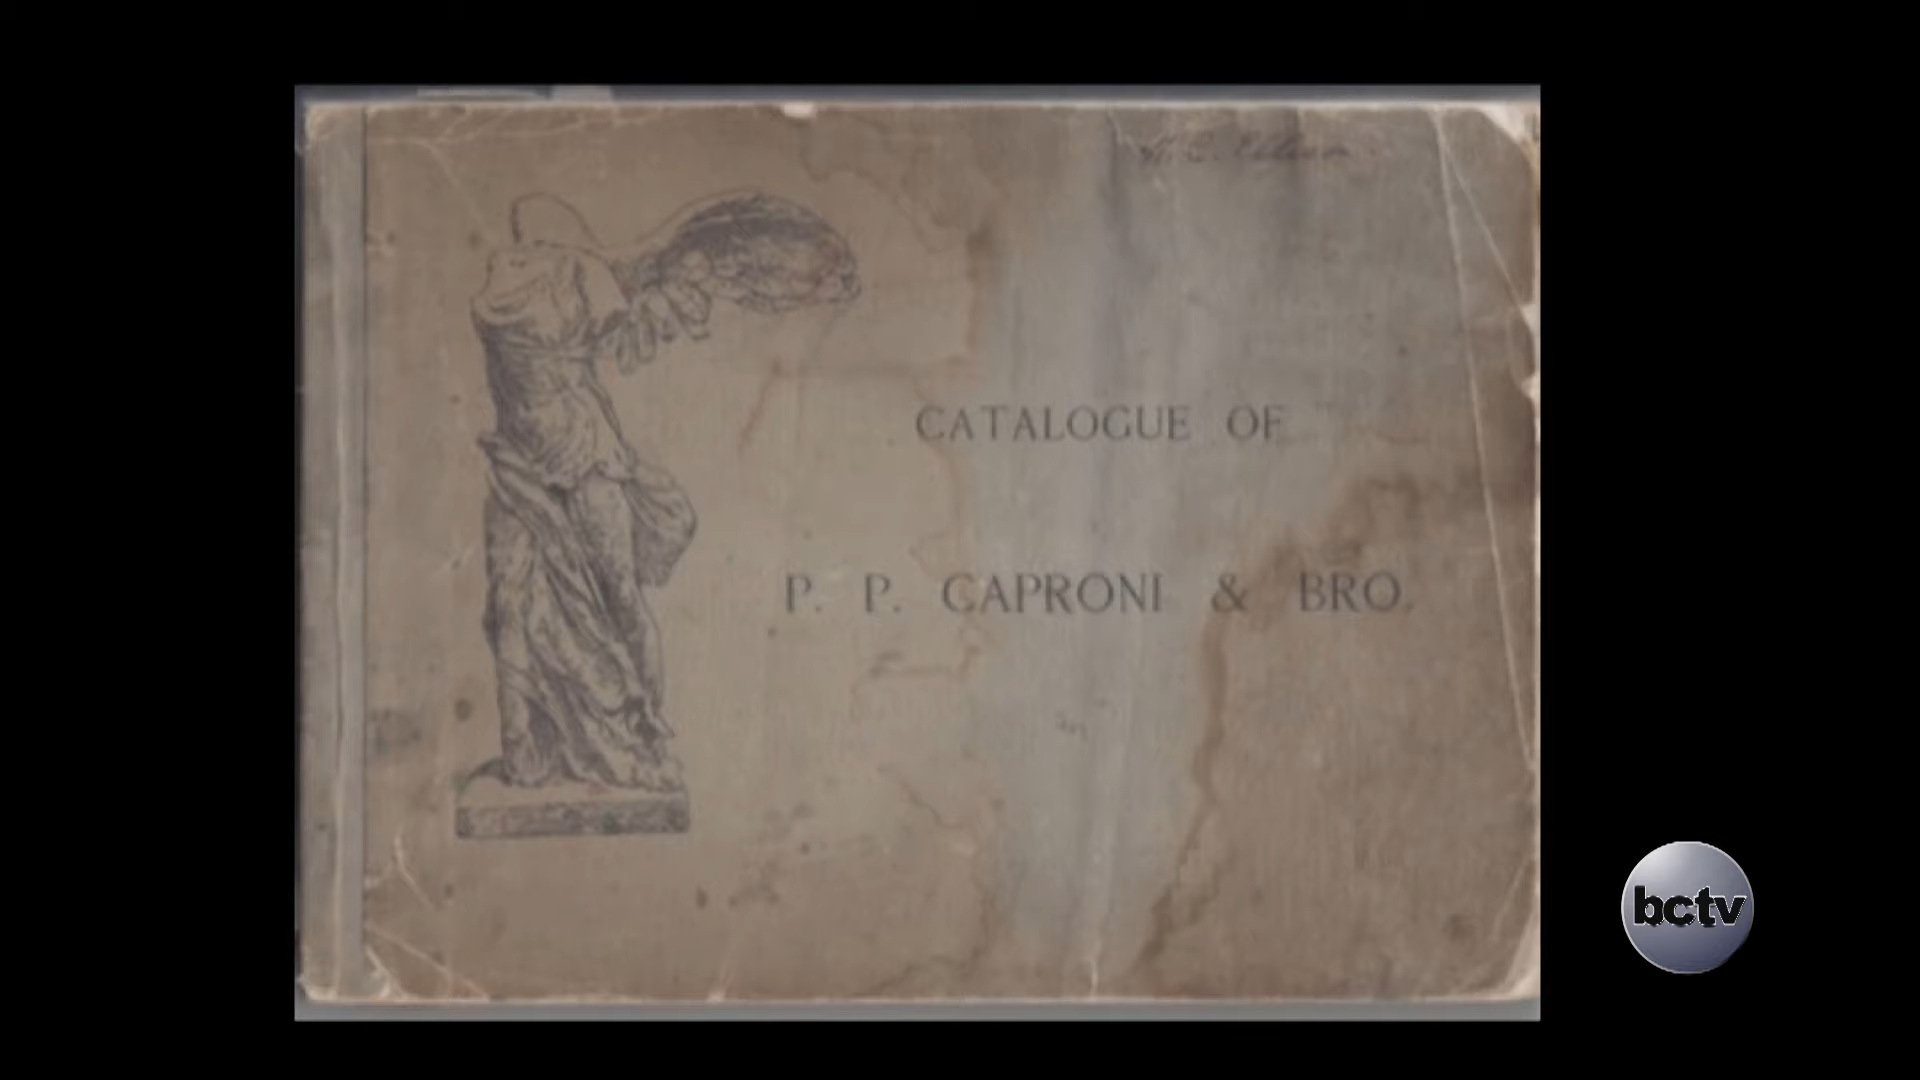 CATALOGUE OF
P. P. CAPRONI & BRO.
bctv